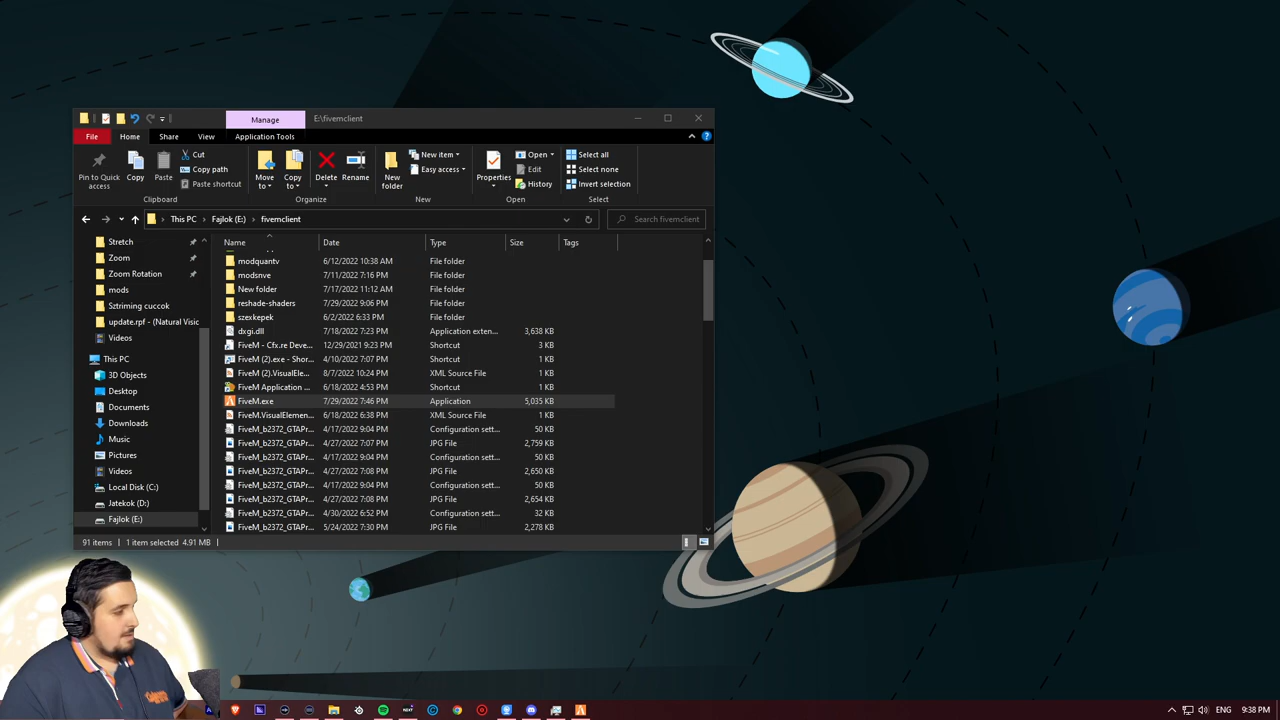 Manage
E:\fivemclient
File
Home
Share
View
Application Tools
Pin to Quick access
Copy
Paste
Cut
Copy path
Paste shortcut
Clipboard
Move to
Copy to
Delete
Rename
Organize
New folder
New item
Easy access
New
Properties
Open
Edit
History
Open
Select all
Select none
Invert selection
Select
This PC
Fajlok (E:)
fivemclient
Search fivemclient
Stretch
Zoom
Zoom Rotation
mods
Sztriming cuccok
update.rpf - (Natural Visic
Videos
This PC
3D Objects
Desktop
Documents
Downloads
Music
Pictures
Videos
Local Disk (C:)
Jatekok (D:)
Fajlok (E:)
Name Date Type Size Tags
modquantv 6/12/2022 10:38 AM File folder
modsnve 7/11/2022 7:16 PM File folder
New folder 7/17/2022 11:12 AM File folder
reshade-shaders 7/29/2022 9:06 PM File folder
szexkepek 6/2/2022 6:33 PM File folder
dxgi.dll 7/18/2022 7:23 PM Application exten... 3,638 KB
FiveM - Cfx.re Deve... 12/29/2021 9:23 PM Shortcut 3 KB
FiveM (2).exe - Shor... 4/10/2022 7:07 PM Shortcut 1 KB
FiveM (2).VisualEle... 8/7/2022 10:24 PM XML Source File 1 KB
FiveM Application ... 6/18/2022 4:53 PM Shortcut 1 KB
FiveM.exe 7/29/2022 7:46 PM Application 5,035 KB
FiveM.VisualElemen... 6/18/2022 6:38 PM XML Source File 1 KB
FiveM_b2372_GTAPr... 4/17/2022 9:04 PM Configuration sett... 50 KB
FiveM_b2372_GTAPr... 4/27/2022 7:07 PM JPG File 2,759 KB
FiveM_b2372_GTAPr... 4/17/2022 9:04 PM Configuration sett... 50 KB
FiveM_b2372_GTAPr... 4/27/2022 7:08 PM JPG File 2,650 KB
FiveM_b2372_GTAPr... 4/17/2022 9:04 PM Configuration sett... 50 KB
FiveM_b2372_GTAPr... 4/27/2022 7:08 PM JPG File 2,654 KB
FiveM_b2372_GTAPr... 4/30/2022 6:52 PM Configuration sett... 32 KB
FiveM_b2372_GTAPr... 5/24/2022 7:30 PM JPG File 2,278 KB
91 items 1 item selected 4.91 MB
ENG 9:38 PM